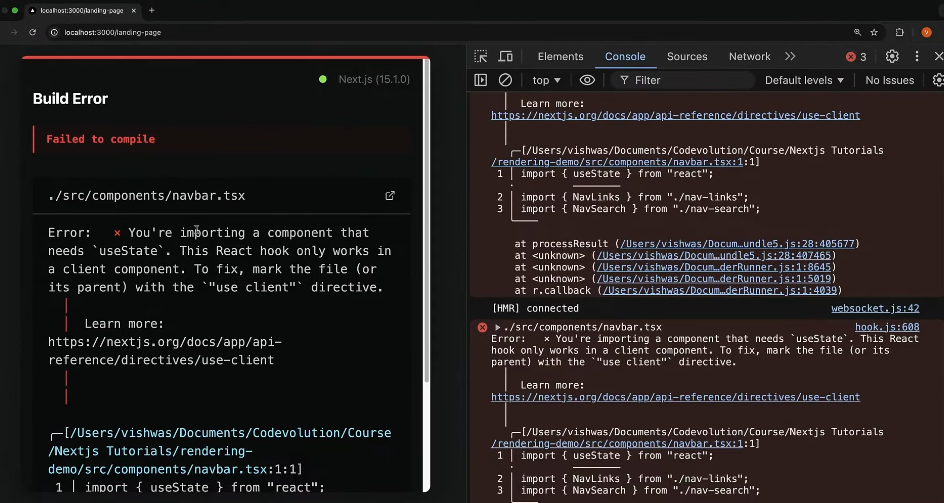 localhost:3000/landing-page
localhost:3000/landing-page
V
Next.js (15.1.0)
Build Error
Failed to compile
./src/components/navbar.tsx
Error: × You're importing a component that
needs `useState`. This React hook only works in
a client component. To fix, mark the file (or
its parent) with the `"use client"` directive.
Learn more:
https://nextjs.org/docs/app/api-
reference/directives/use-client
[/Users/vishwas/Documents/Codevolution/Course
/Nextjs Tutorials/rendering-
demo/src/components/navbar.tsx:1:1]
1 | import { useState } from "react";
Elements Console Sources Network 3
top Filter Default levels No Issues
Learn more:
https://nextjs.org/docs/app/api-reference/directives/use-client
[/Users/vishwas/Documents/Codevolution/Course/Nextjs Tutorials
/rendering-demo/src/components/navbar.tsx:1:1]
1 | import { useState } from "react";
2 | import { NavLinks } from "./nav-links";
3 | import { NavSearch } from "./nav-search";
at processResult (/Users/vishwas/Docum…undle5.js:28:405677)
at <unknown> (/Users/vishwas/Docum…undle5.js:28:407465)
at <unknown> (/Users/vishwas/Docum…derRunner.js:1:8645)
at <unknown> (/Users/vishwas/Docum…derRunner.js:1:5019)
at r.callback (/Users/vishwas/Docum…derRunner.js:1:4039)
[HMR] connected websocket.js:42
./src/components/navbar.tsx hook.js:608
Error: × You're importing a component that needs `useState`. This React
hook only works in a client component. To fix, mark the file (or its
parent) with the `"use client"` directive.
Learn more:
https://nextjs.org/docs/app/api-reference/directives/use-client
[/Users/vishwas/Documents/Codevolution/Course/Nextjs Tutorials
/rendering-demo/src/components/navbar.tsx:1:1]
1 | import { useState } from "react";
2 | import { NavLinks } from "./nav-links";
3 | import { NavSearch } from "./nav-search";